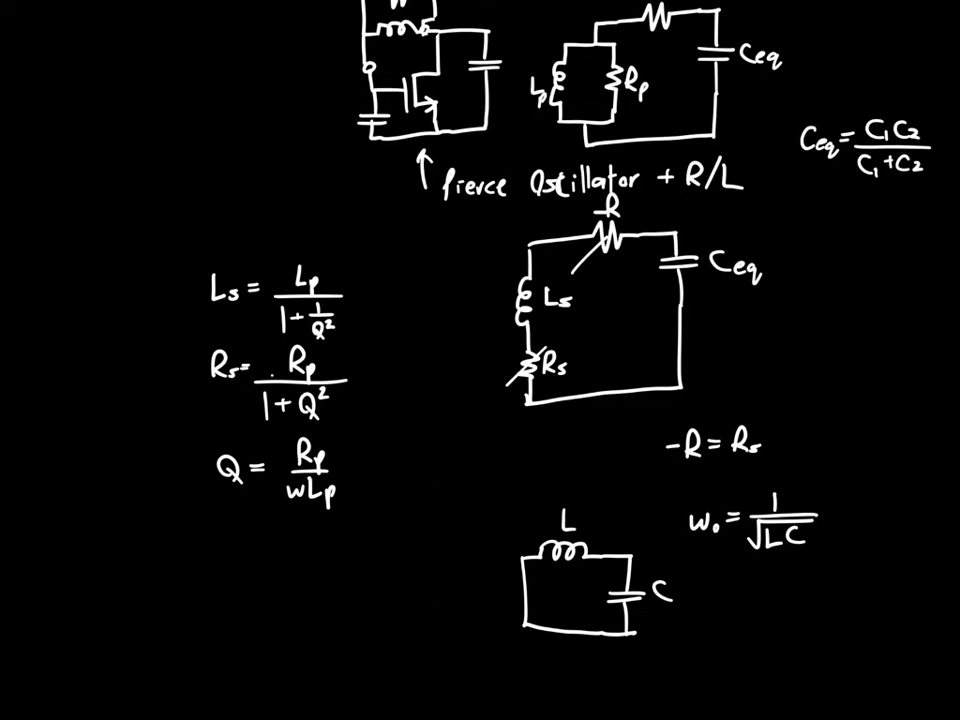 Lp
Rp
Ceq
Ceq = C₁C₂ / C₁+C₂
↑ Pierce Oscillator + R/L
-R
Ceq
Ls
Rs
Ls = Lp / 1+1/Q²
Rs = Rp / 1+Q²
Q = Rp / wLp
-R = Rs
w₀ = 1 / √LC
L
C